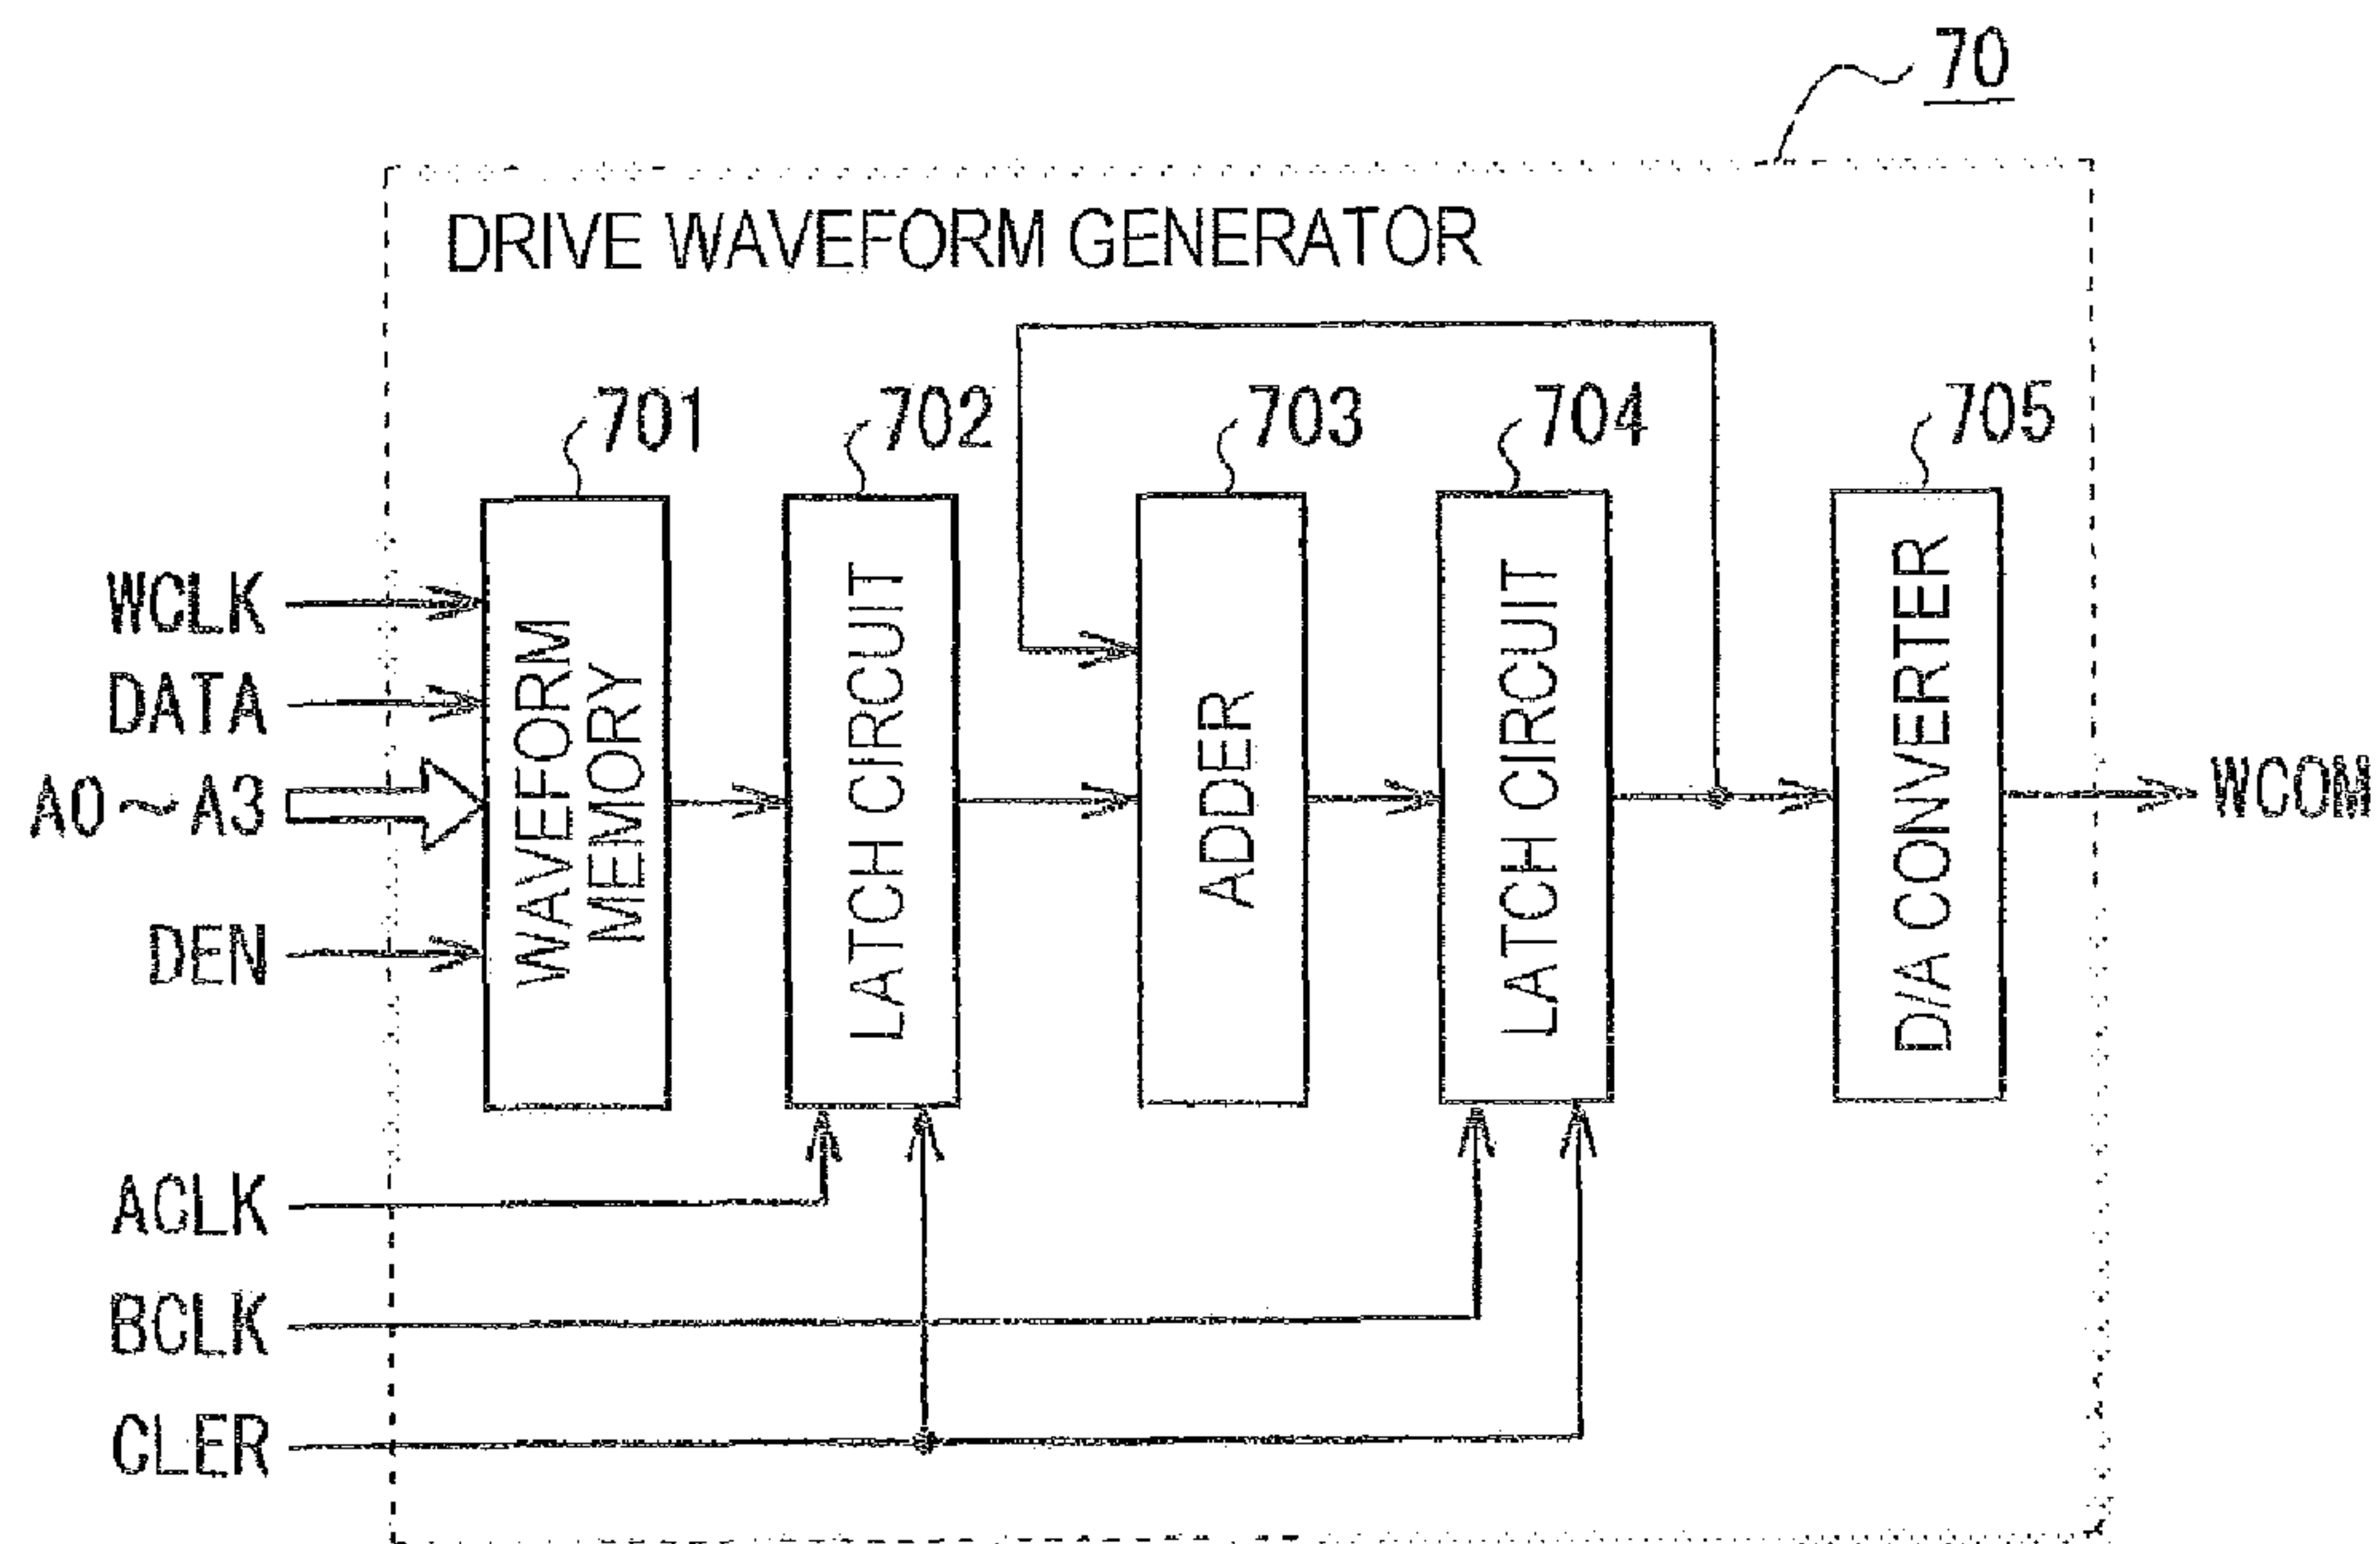 70
DRIVE WAVEFORM GENERATOR
701
702
703
704
705
WCLK
DATA
A0~A3
DEN
WAVEFORM
MEMORY
LATCH CIRCUIT
ADDER
LATCH CIRCUIT
D/A CONVERTER
WCOM
ACLK
BCLK
CLER